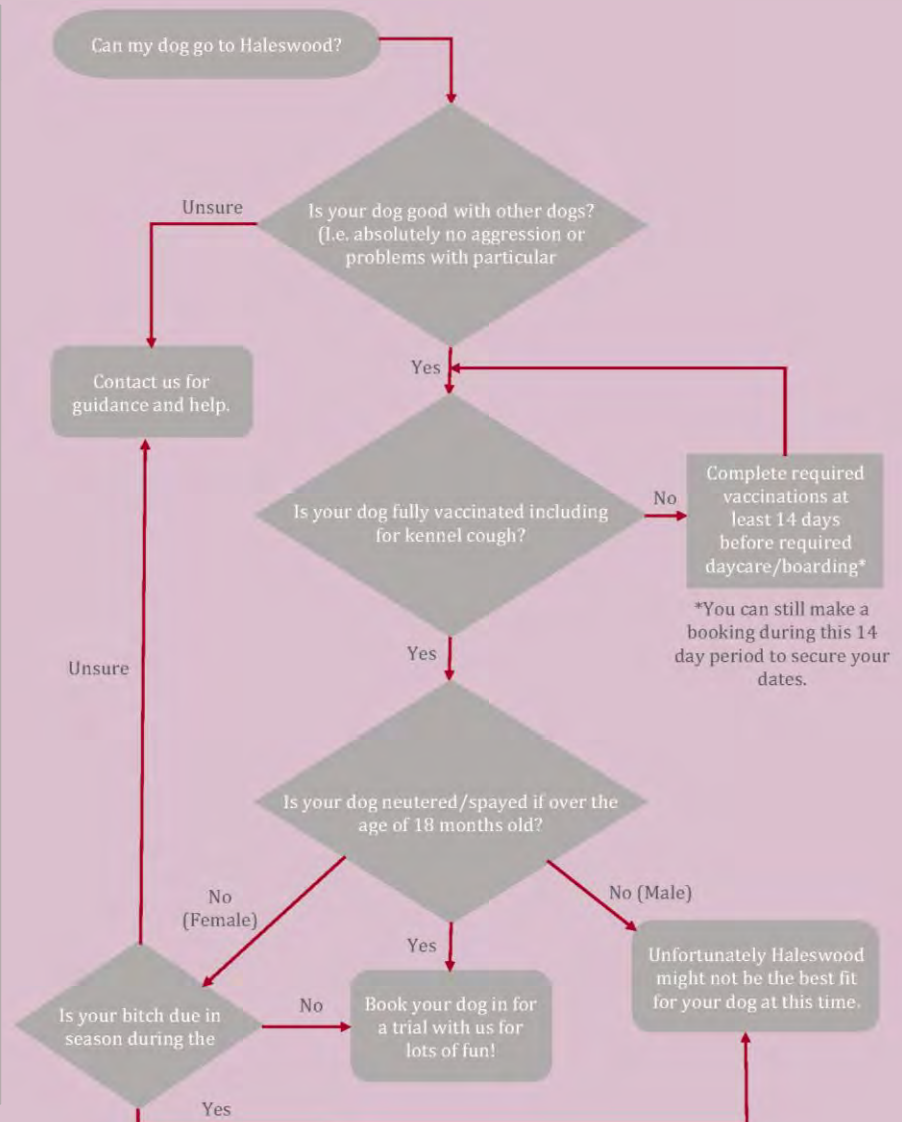 Can my dog go to Haleswood?
Unsure
Is your dog good with other dogs?
(I.e. absolutely no aggression or
problems with particular
Yes
Contact us for
guidance and help.
Is your dog fully vaccinated including
for kennel cough?
No
Complete required
vaccinations at
least 14 days
before required
daycare/boarding*
*You can still make a
booking during this 14
day period to secure your
dates.
Unsure
Yes
Is your dog neutered/spayed if over the
age of 18 months old?
No
(Female)
Yes
No (Male)
Is your bitch due in
season during the
No
Book your dog in for
a trial with us for
lots of fun!
Unfortunately Haleswood
might not be the best fit
for your dog at this time.
Yes